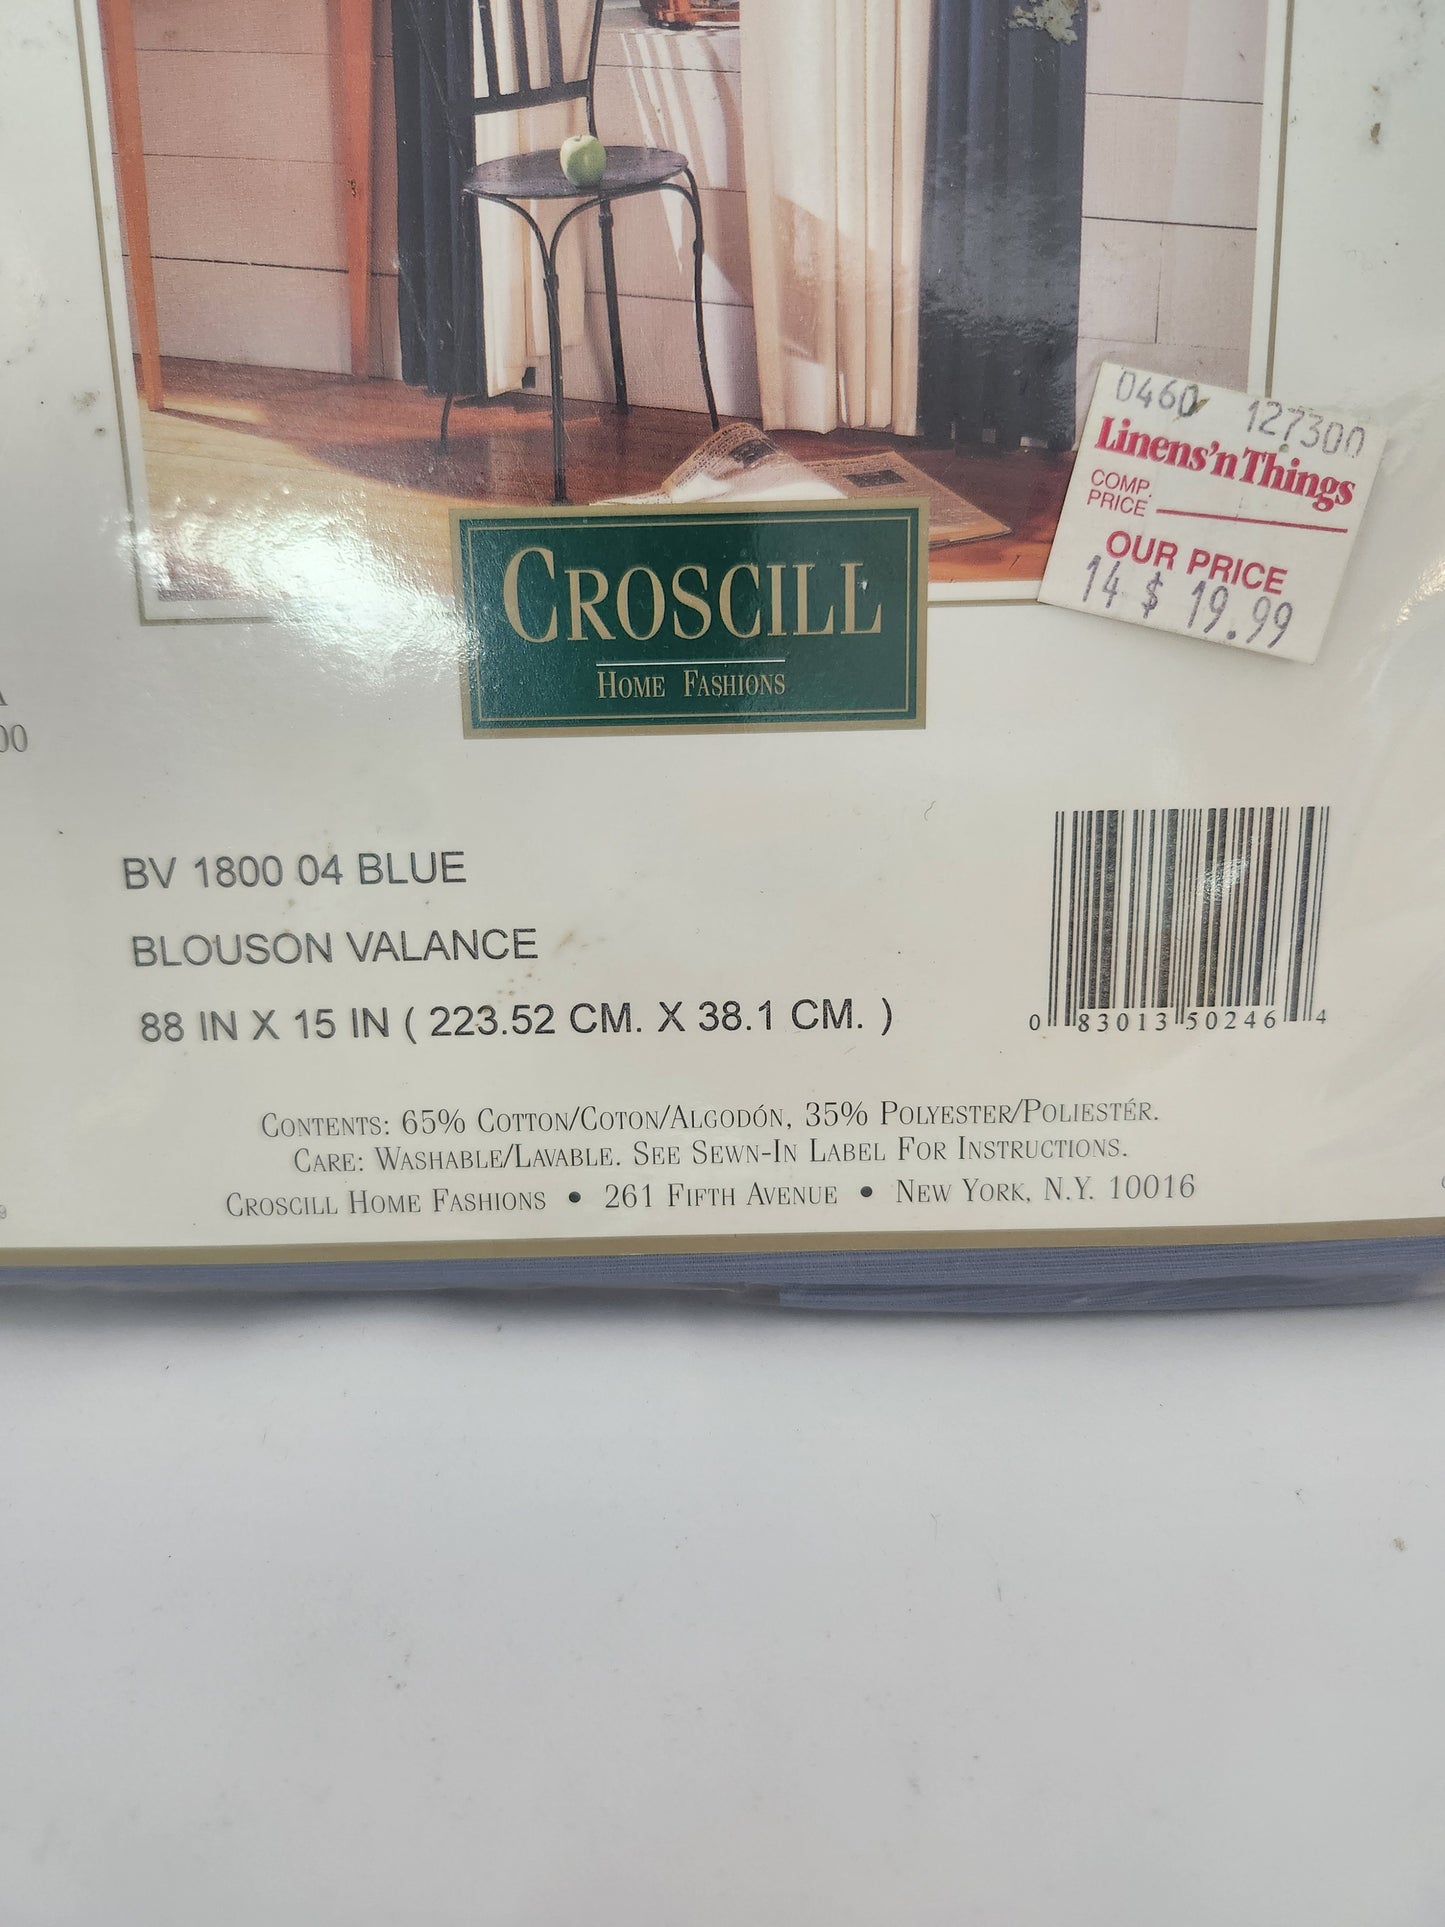 0460 127300
Linens'n Things
COMP. PRICE
OUR PRICE
14 $ 19.99
CROSCILL
HOME FASHIONS
00
BV 1800 04 BLUE
BLOUSON VALANCE
88 IN X 15 IN ( 223.52 CM. X 38.1 CM. )
0 83013 50246 4
CONTENTS: 65% COTTON/COTON/ALGODÓN, 35% POLYESTER/POLIESTÉR.
CARE: WASHABLE/LAVABLE. SEE SEWN-IN LABEL FOR INSTRUCTIONS.
CROSCILL HOME FASHIONS • 261 FIFTH AVENUE • NEW YORK, N.Y. 10016